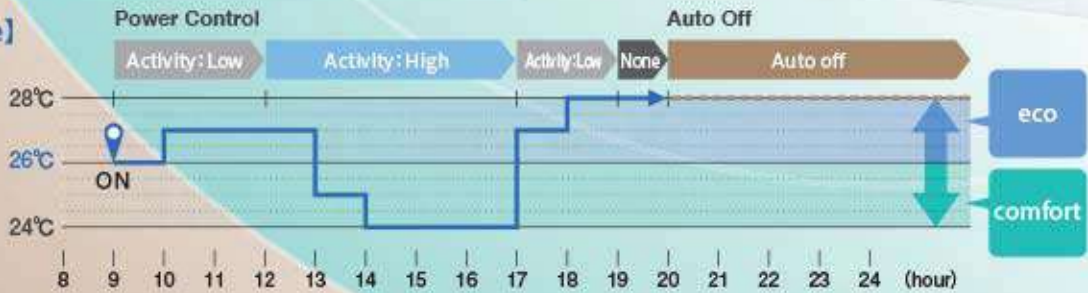 e]
Power Control
Auto Off
Activity:Low
Activity:High
Activity:Low
None
Auto off
28°C
26°C
24°C
ON
eco
comfort
8 9 10 11 12 13 14 15 16 17 18 19 20 21 22 23 24 (hour)